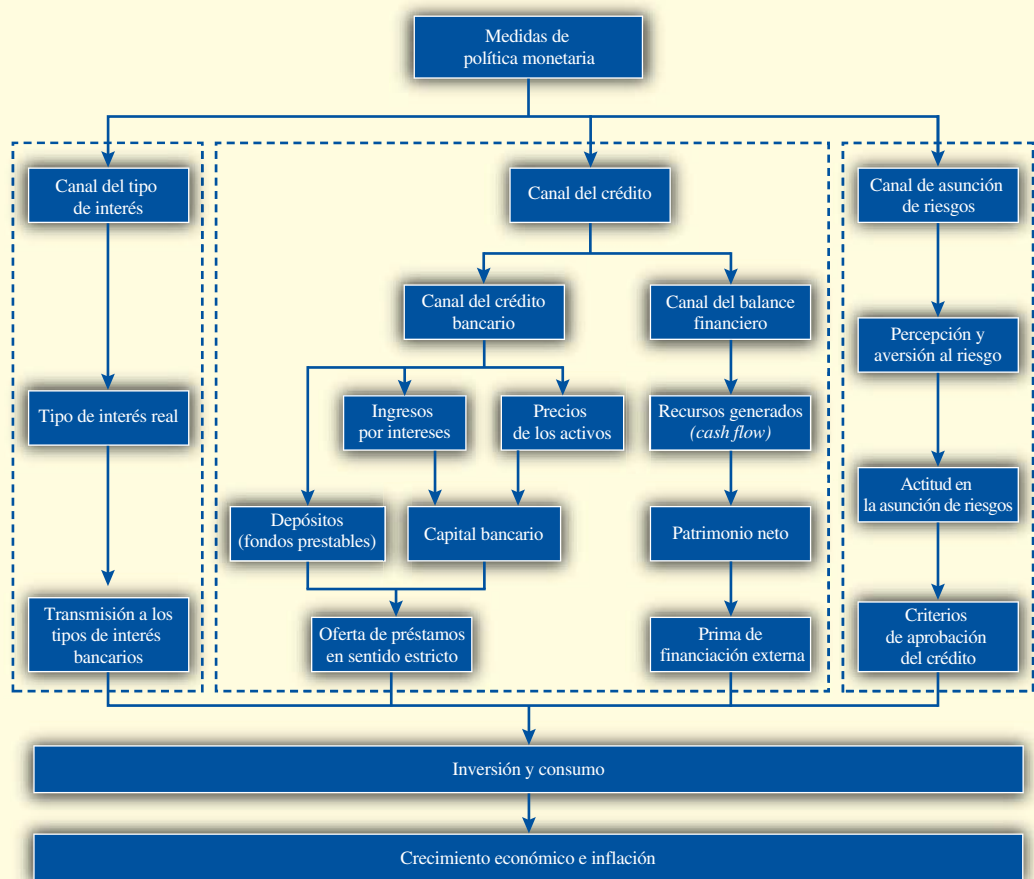 Medidas de
política monetaria
Canal del tipo
de interés
Canal del crédito
Canal de asunción
de riesgos
Canal del crédito
bancario
Canal del balance
financiero
Percepción y
aversión al riesgo
Tipo de interés real
Ingresos
por intereses
Precios
de los activos
Recursos generados
(cash flow)
Actitud en
la asunción de riesgos
Depósitos
(fondos prestables)
Capital bancario
Patrimonio neto
Transmisión a los
tipos de interés
bancarios
Oferta de préstamos
en sentido estricto
Prima de
financiación externa
Criterios
de aprobación
del crédito
Inversión y consumo
Crecimiento económico e inflación